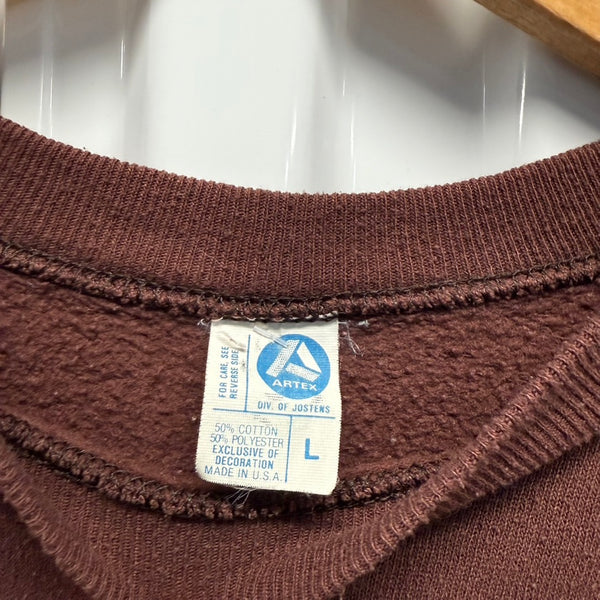 FOR CARE, SEE
REVERSE SIDE
ARTEX
DIV. OF JOSTENS
50% COTTON
50% POLYESTER
EXCLUSIVE OF
DECORATION
MADE IN U.S.A.
L